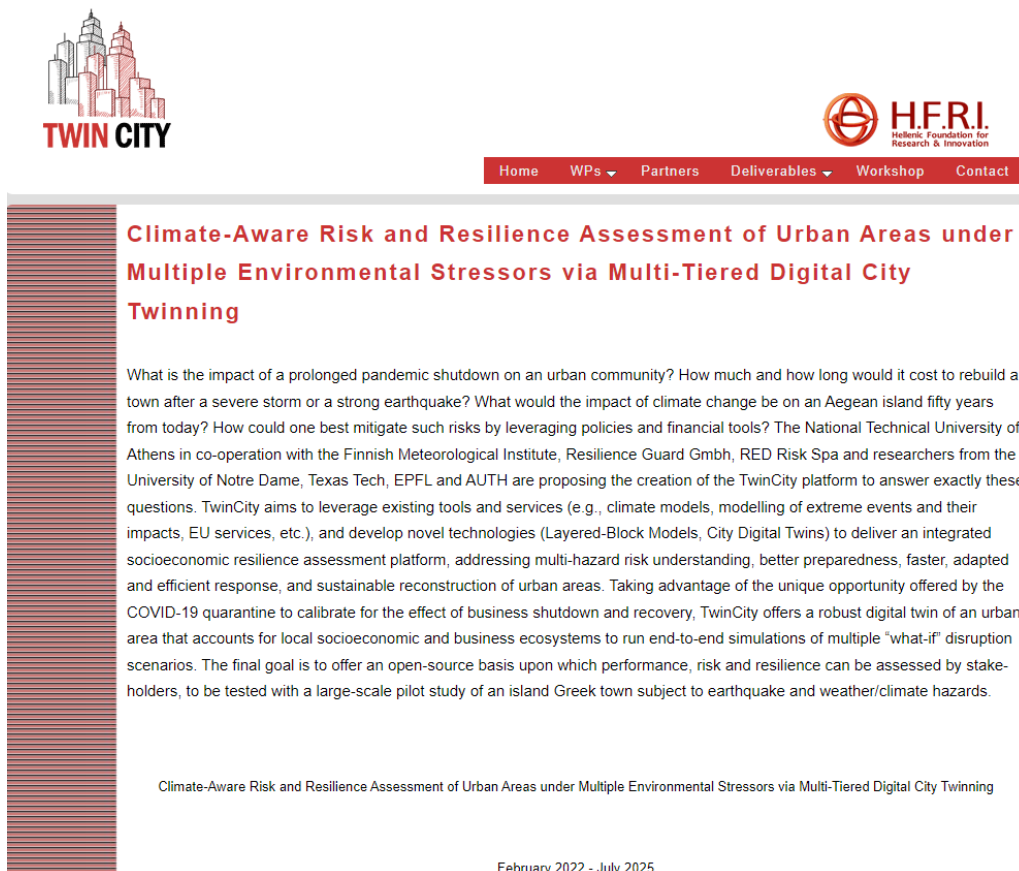 TWIN CITY
H.F.R.I.
Hellenic Foundation for
Research & Innovation
Home WPs Partners Deliverables Workshop Contact
Climate-Aware Risk and Resilience Assessment of Urban Areas under
Multiple Environmental Stressors via Multi-Tiered Digital City
Twinning
What is the impact of a prolonged pandemic shutdown on an urban community? How much and how long would it cost to rebuild a
town after a severe storm or a strong earthquake? What would the impact of climate change be on an Aegean island fifty years
from today? How could one best mitigate such risks by leveraging policies and financial tools? The National Technical University of
Athens in co-operation with the Finnish Meteorological Institute, Resilience Guard Gmbh, RED Risk Spa and researchers from the
University of Notre Dame, Texas Tech, EPFL and AUTH are proposing the creation of the TwinCity platform to answer exactly these
questions. TwinCity aims to leverage existing tools and services (e.g., climate models, modelling of extreme events and their
impacts, EU services, etc.), and develop novel technologies (Layered-Block Models, City Digital Twins) to deliver an integrated
socioeconomic resilience assessment platform, addressing multi-hazard risk understanding, better preparedness, faster, adapted
and efficient response, and sustainable reconstruction of urban areas. Taking advantage of the unique opportunity offered by the
COVID-19 quarantine to calibrate for the effect of business shutdown and recovery, TwinCity offers a robust digital twin of an urban
area that accounts for local socioeconomic and business ecosystems to run end-to-end simulations of multiple “what-if” disruption
scenarios. The final goal is to offer an open-source basis upon which performance, risk and resilience can be assessed by stake-
holders, to be tested with a large-scale pilot study of an island Greek town subject to earthquake and weather/climate hazards.
Climate-Aware Risk and Resilience Assessment of Urban Areas under Multiple Environmental Stressors via Multi-Tiered Digital City Twinning
February 2022 - July 2025